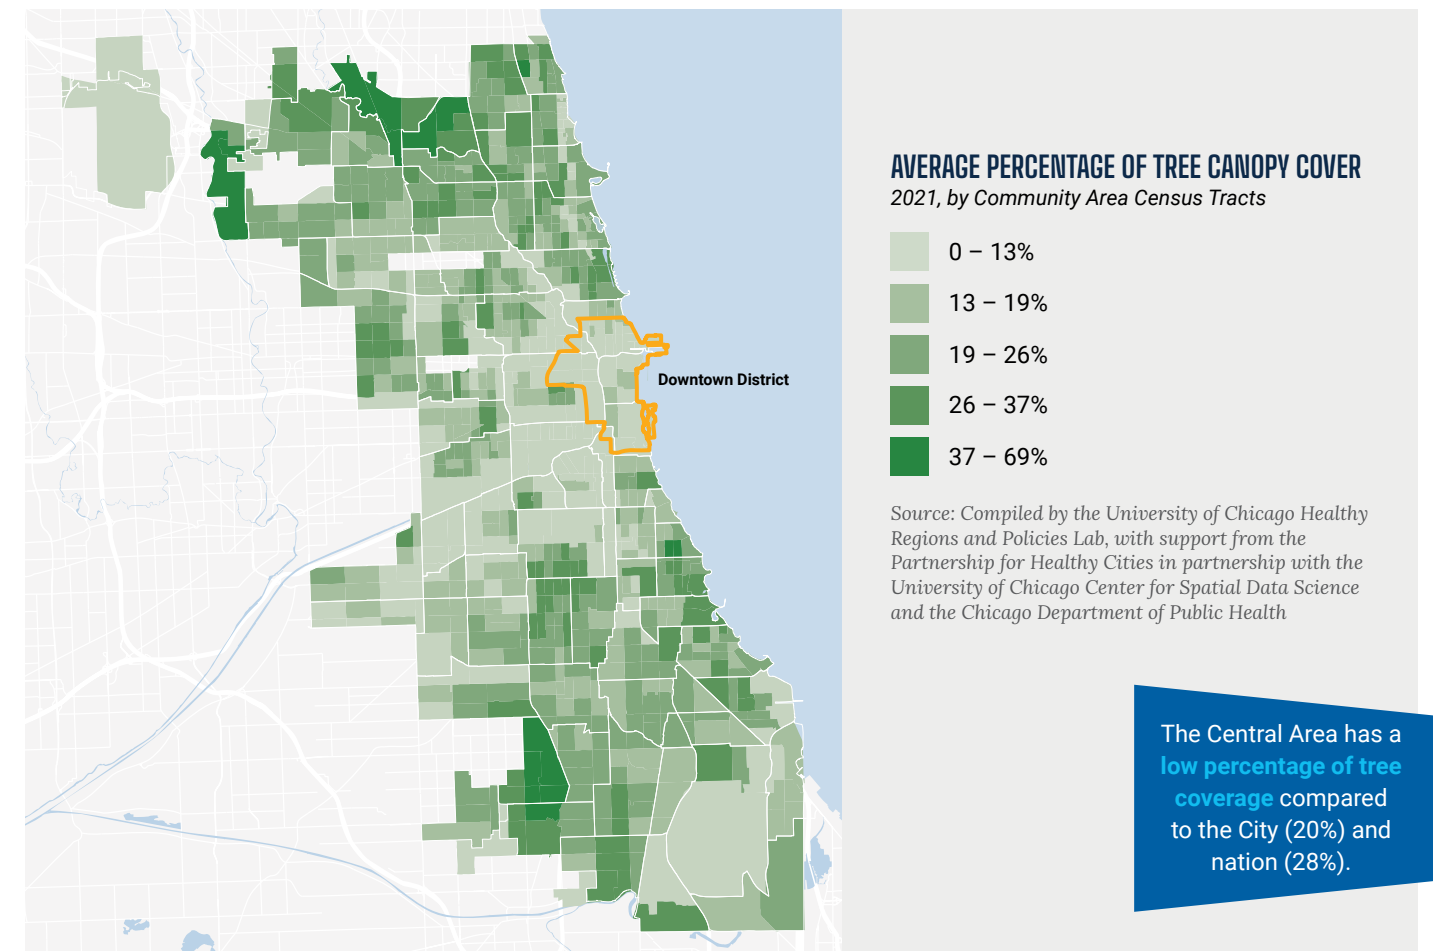 Downtown District
AVERAGE PERCENTAGE OF TREE CANOPY COVER
2021, by Community Area Census Tracts
0 – 13%
13 – 19%
19 – 26%
26 – 37%
37 – 69%
Source: Compiled by the University of Chicago Healthy
Regions and Policies Lab, with support from the
Partnership for Healthy Cities in partnership with the
University of Chicago Center for Spatial Data Science
and the Chicago Department of Public Health
The Central Area has a
low percentage of tree
coverage compared
to the City (20%) and
nation (28%).